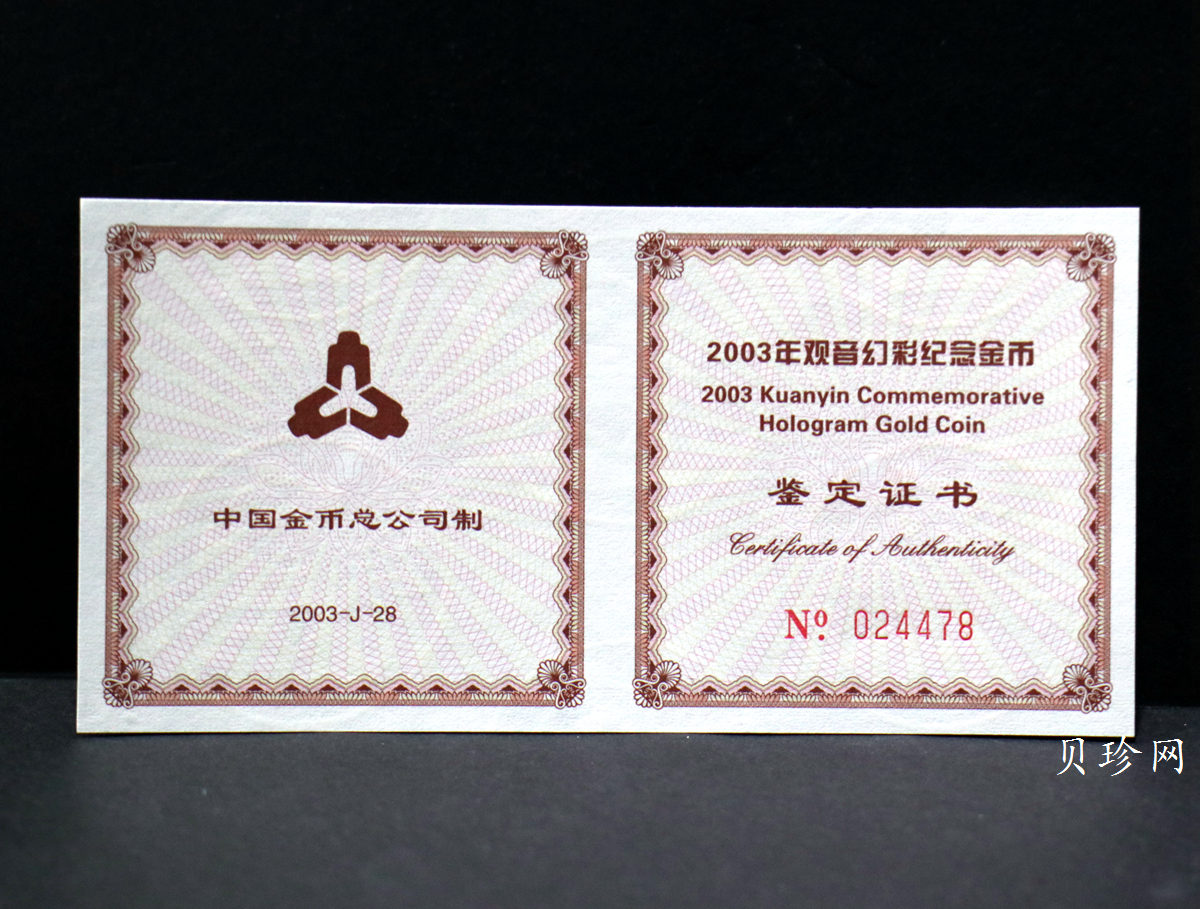 中国金币总公司制
2003-J-28
2003年观音幻彩纪念金币
2003 Kuanyin Commemorative
Hologram Gold Coin
鉴定证书
Certificate of Authenticity
Nº. 024478
贝珍网